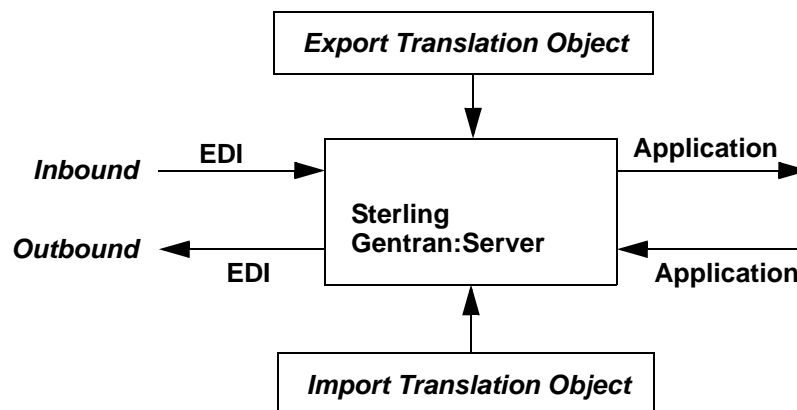 Export Translation Object
Inbound
EDI
Application
Sterling
Gentran:Server
Outbound
EDI
Application
Import Translation Object